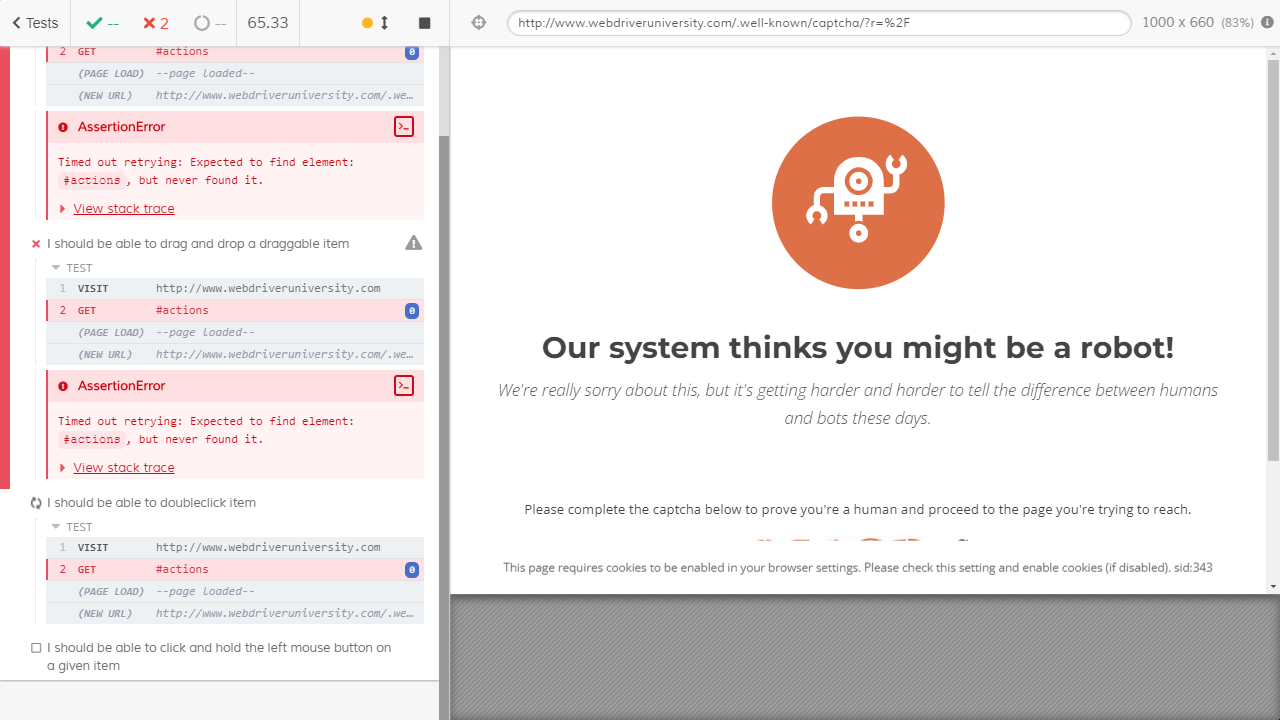 Tests
--
2
--
65.33
http://www.webdriveruniversity.com/.well-known/captcha/?r=%2F
1000 x 660 (83%)
2 GET #actions 0
(PAGE LOAD) --page loaded--
(NEW URL) http://www.webdriveruniversity.com/.we…
AssertionError
Timed out retrying: Expected to find element:
#actions, but never found it.
View stack trace
I should be able to drag and drop a draggable item
TEST
1 VISIT http://www.webdriveruniversity.com
2 GET #actions 0
(PAGE LOAD) --page loaded--
(NEW URL) http://www.webdriveruniversity.com/.we…
AssertionError
Timed out retrying: Expected to find element:
#actions, but never found it.
View stack trace
I should be able to doubleclick item
TEST
1 VISIT http://www.webdriveruniversity.com
2 GET #actions 0
(PAGE LOAD) --page loaded--
(NEW URL) http://www.webdriveruniversity.com/.we…
I should be able to click and hold the left mouse button on
a given item
Our system thinks you might be a robot!
We're really sorry about this, but it's getting harder and harder to tell the difference between humans
and bots these days.
Please complete the captcha below to prove you're a human and proceed to the page you're trying to reach.
This page requires cookies to be enabled in your browser settings. Please check this setting and enable cookies (if disabled). sid:343